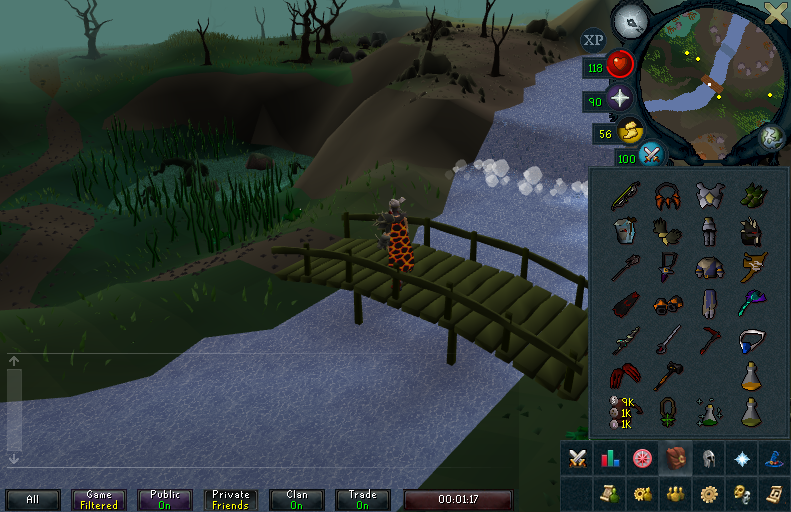 XP
118
90
56
100
9K
1K
1K
All
Game
Filtered
Public
On
Private
Friends
Clan
On
Trade
On
00:01:17